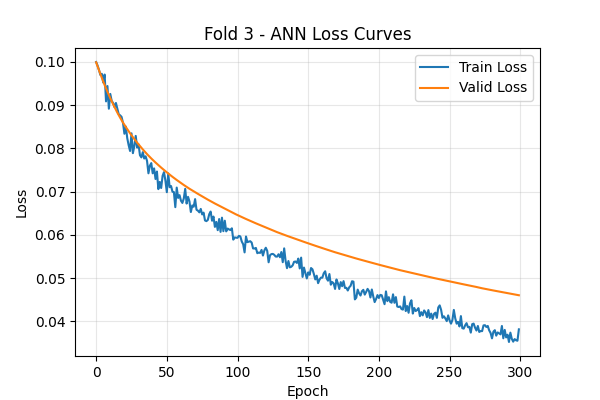 Fold 3 - ANN Loss Curves
Train Loss
Valid Loss
Loss
0.10
0.09
0.08
0.07
0.06
0.05
0.04
0 50 100 150 200 250 300
Epoch